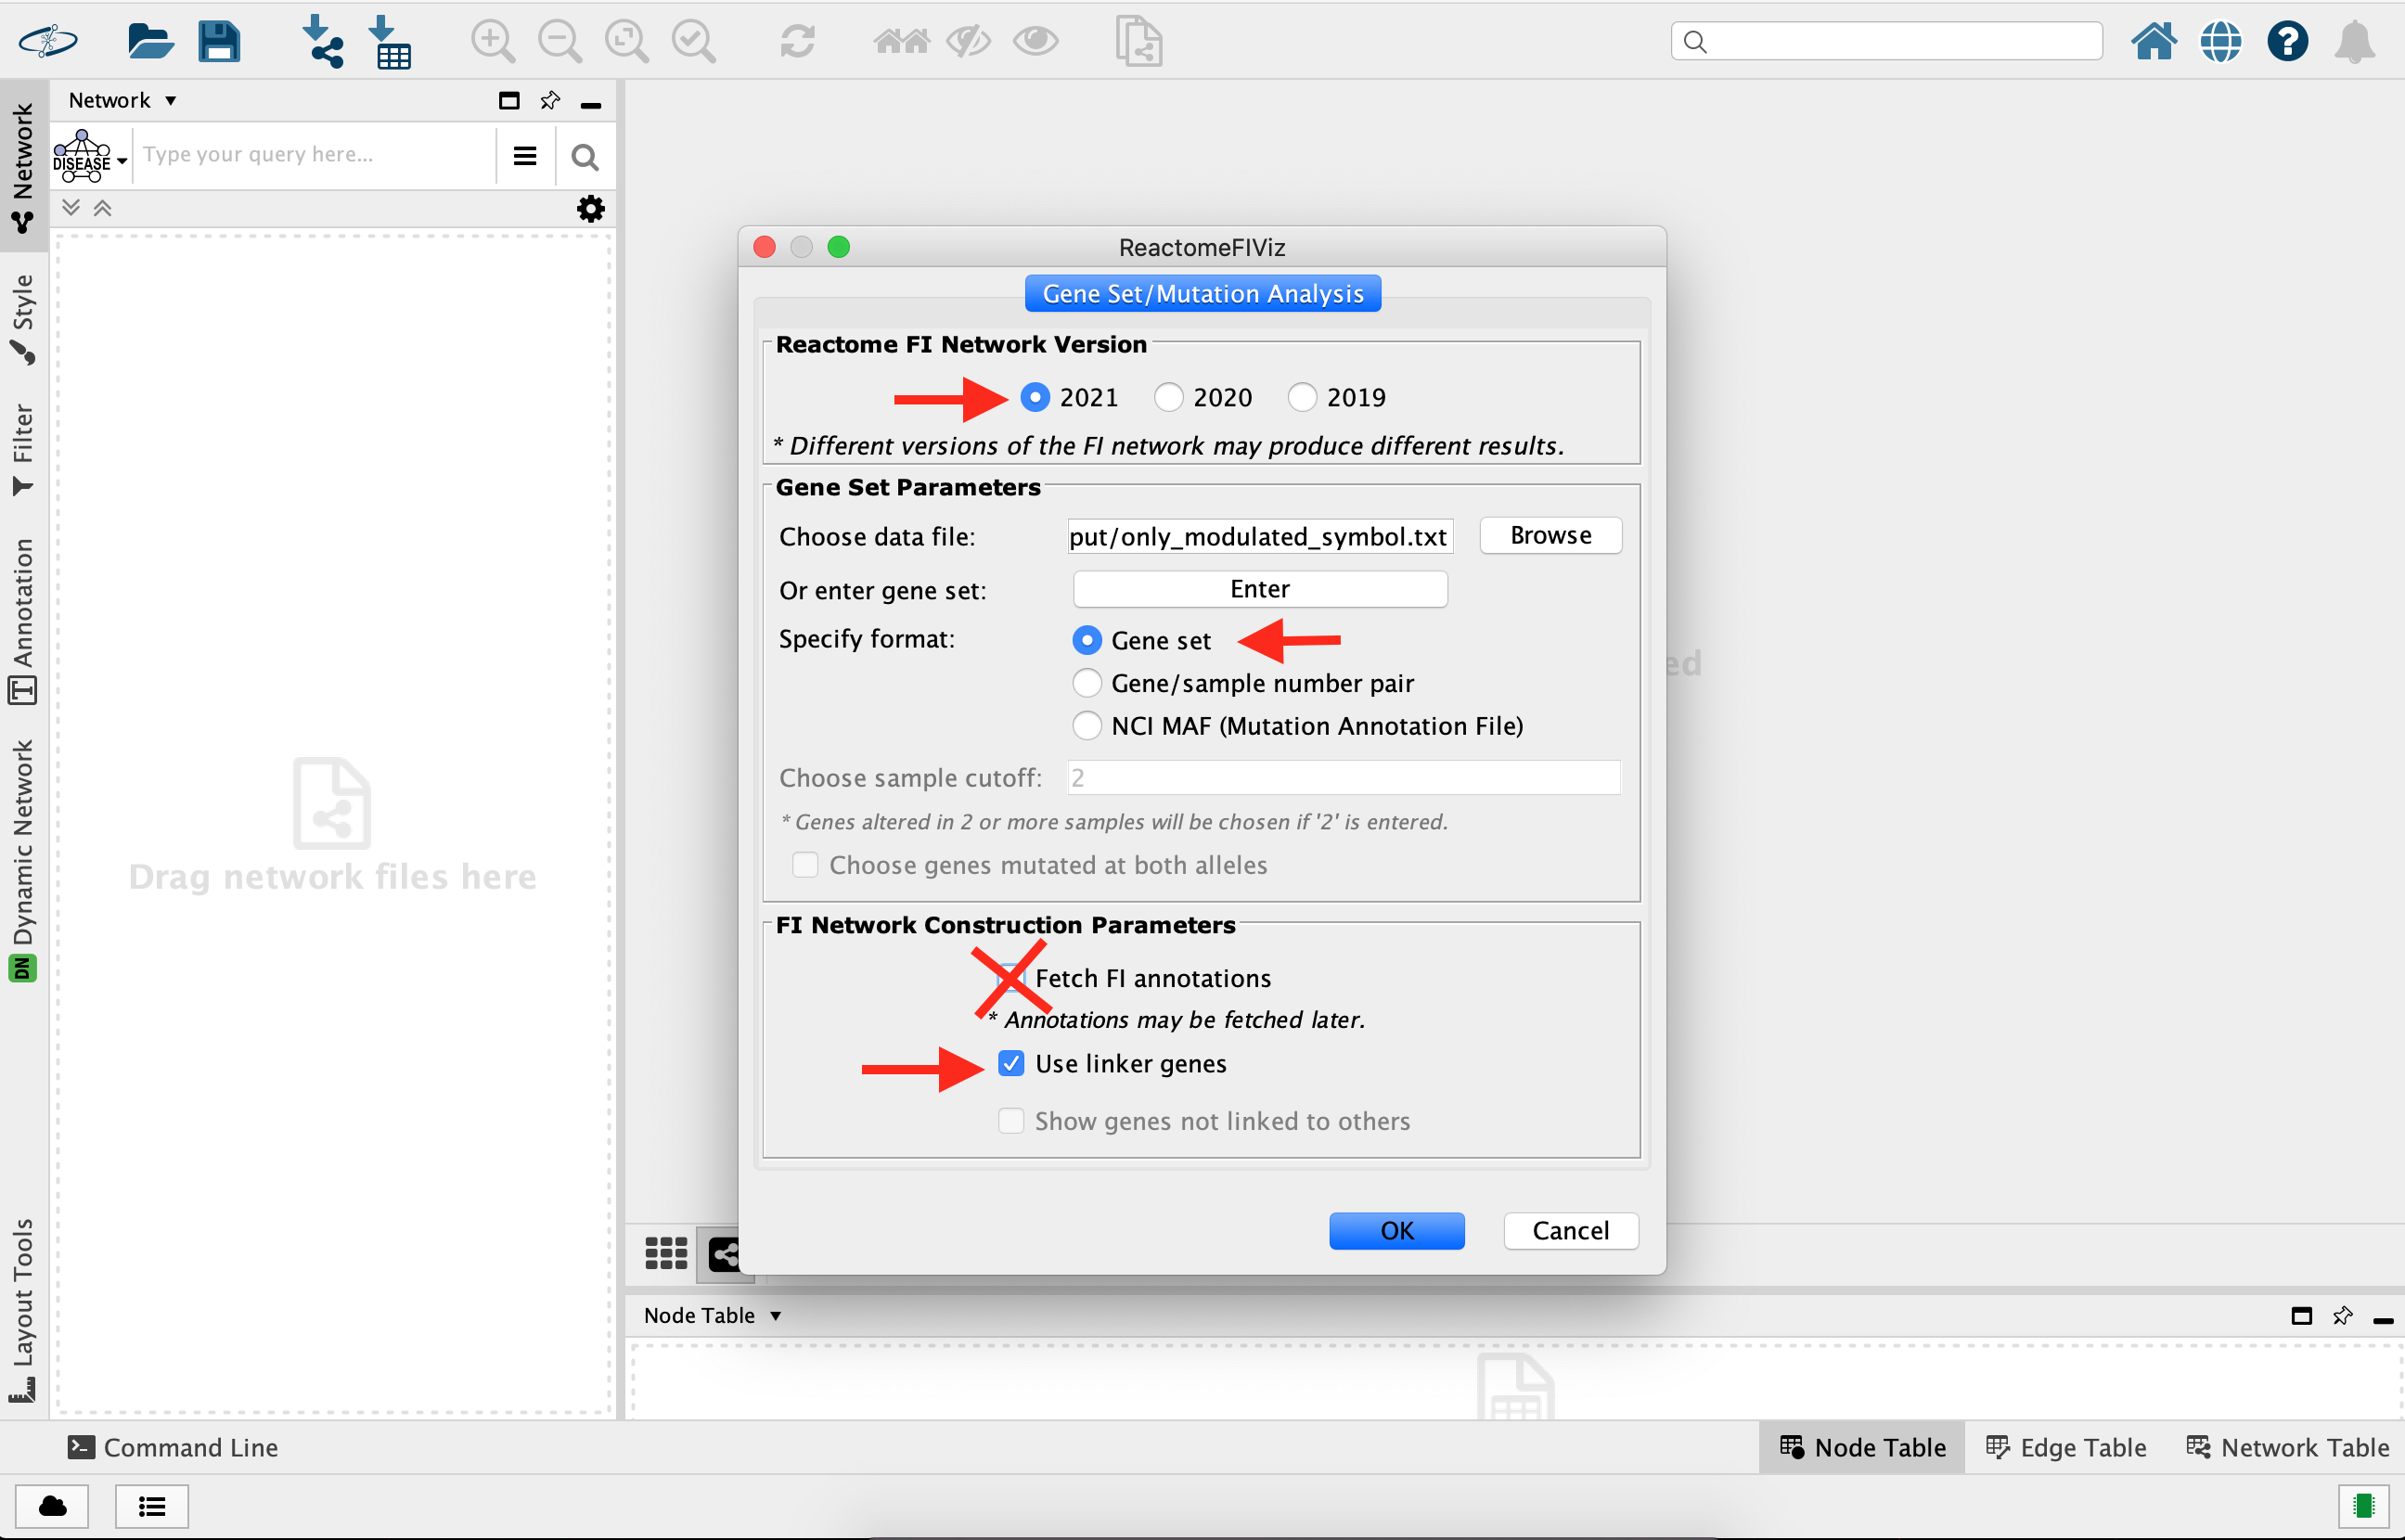 Network
DISEASE
Type your query here...
Network
Style
Filter
Annotation
Dynamic Network
DN
Layout Tools
Drag network files here
ReactomeFIViz
Gene Set/Mutation Analysis
Reactome FI Network Version
2021 2020 2019
* Different versions of the FI network may produce different results.
Gene Set Parameters
Choose data file: put/only_modulated_symbol.txt Browse
Or enter gene set: Enter
Specify format: Gene set
Gene/sample number pair
NCI MAF (Mutation Annotation File)
Choose sample cutoff: 2
* Genes altered in 2 or more samples will be chosen if '2' is entered.
Choose genes mutated at both alleles
FI Network Construction Parameters
Fetch FI annotations
* Annotations may be fetched later.
Use linker genes
Show genes not linked to others
OK Cancel
ed
Node Table
Command Line
Node Table Edge Table Network Table